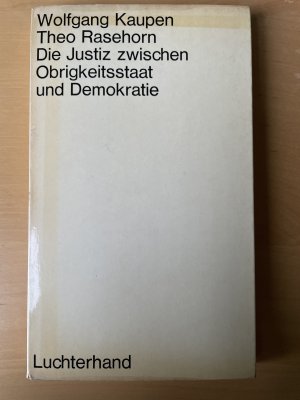 Wolfgang Kaupen
Theo Rasehorn
Die Justiz zwischen
Obrigkeitsstaat
und Demokratie
Luchterhand